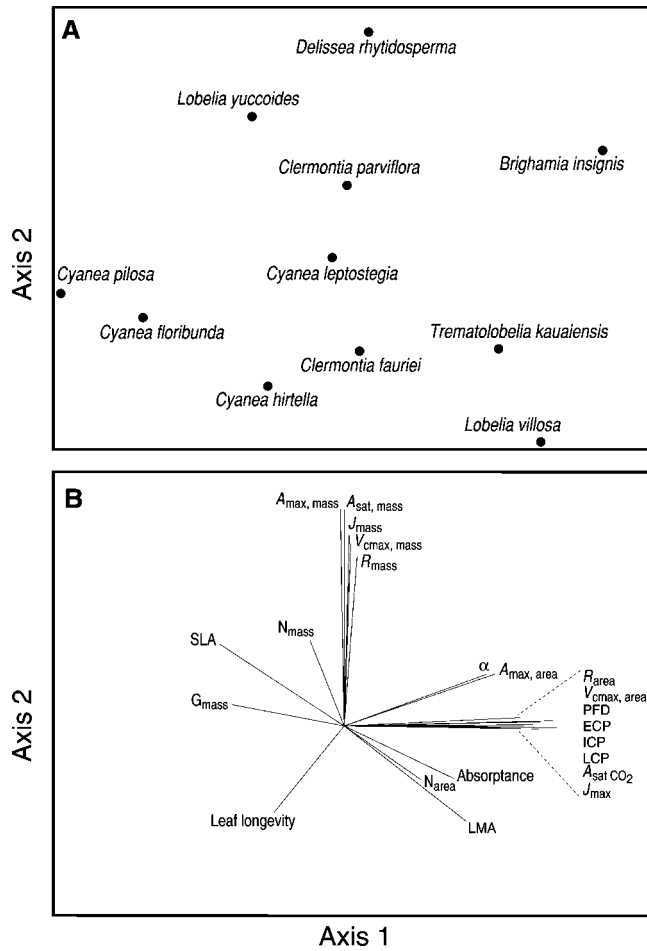 A
Delissea rhytidosperma
Lobelia yuccoides
Brighamia insignis
Clermontia parviflora
Axis 2
Cyanea pilosa
Cyanea leptostegia
Cyanea floribunda
Trematolobelia kauaiensis
Clermontia fauriei
Cyanea hirtella
Lobelia villosa
B
Amax, mass Asat, mass
Jmass
Vcmax, mass
Rmass
Nmass
SLA
α Amax, area
Rarea
Vcmax, area
PFD
ECP
ICP
LCP
Asat CO2
Jmax
Gmass
Axis 2
Absorptance
Narea
Leaf longevity
LMA
Axis 1